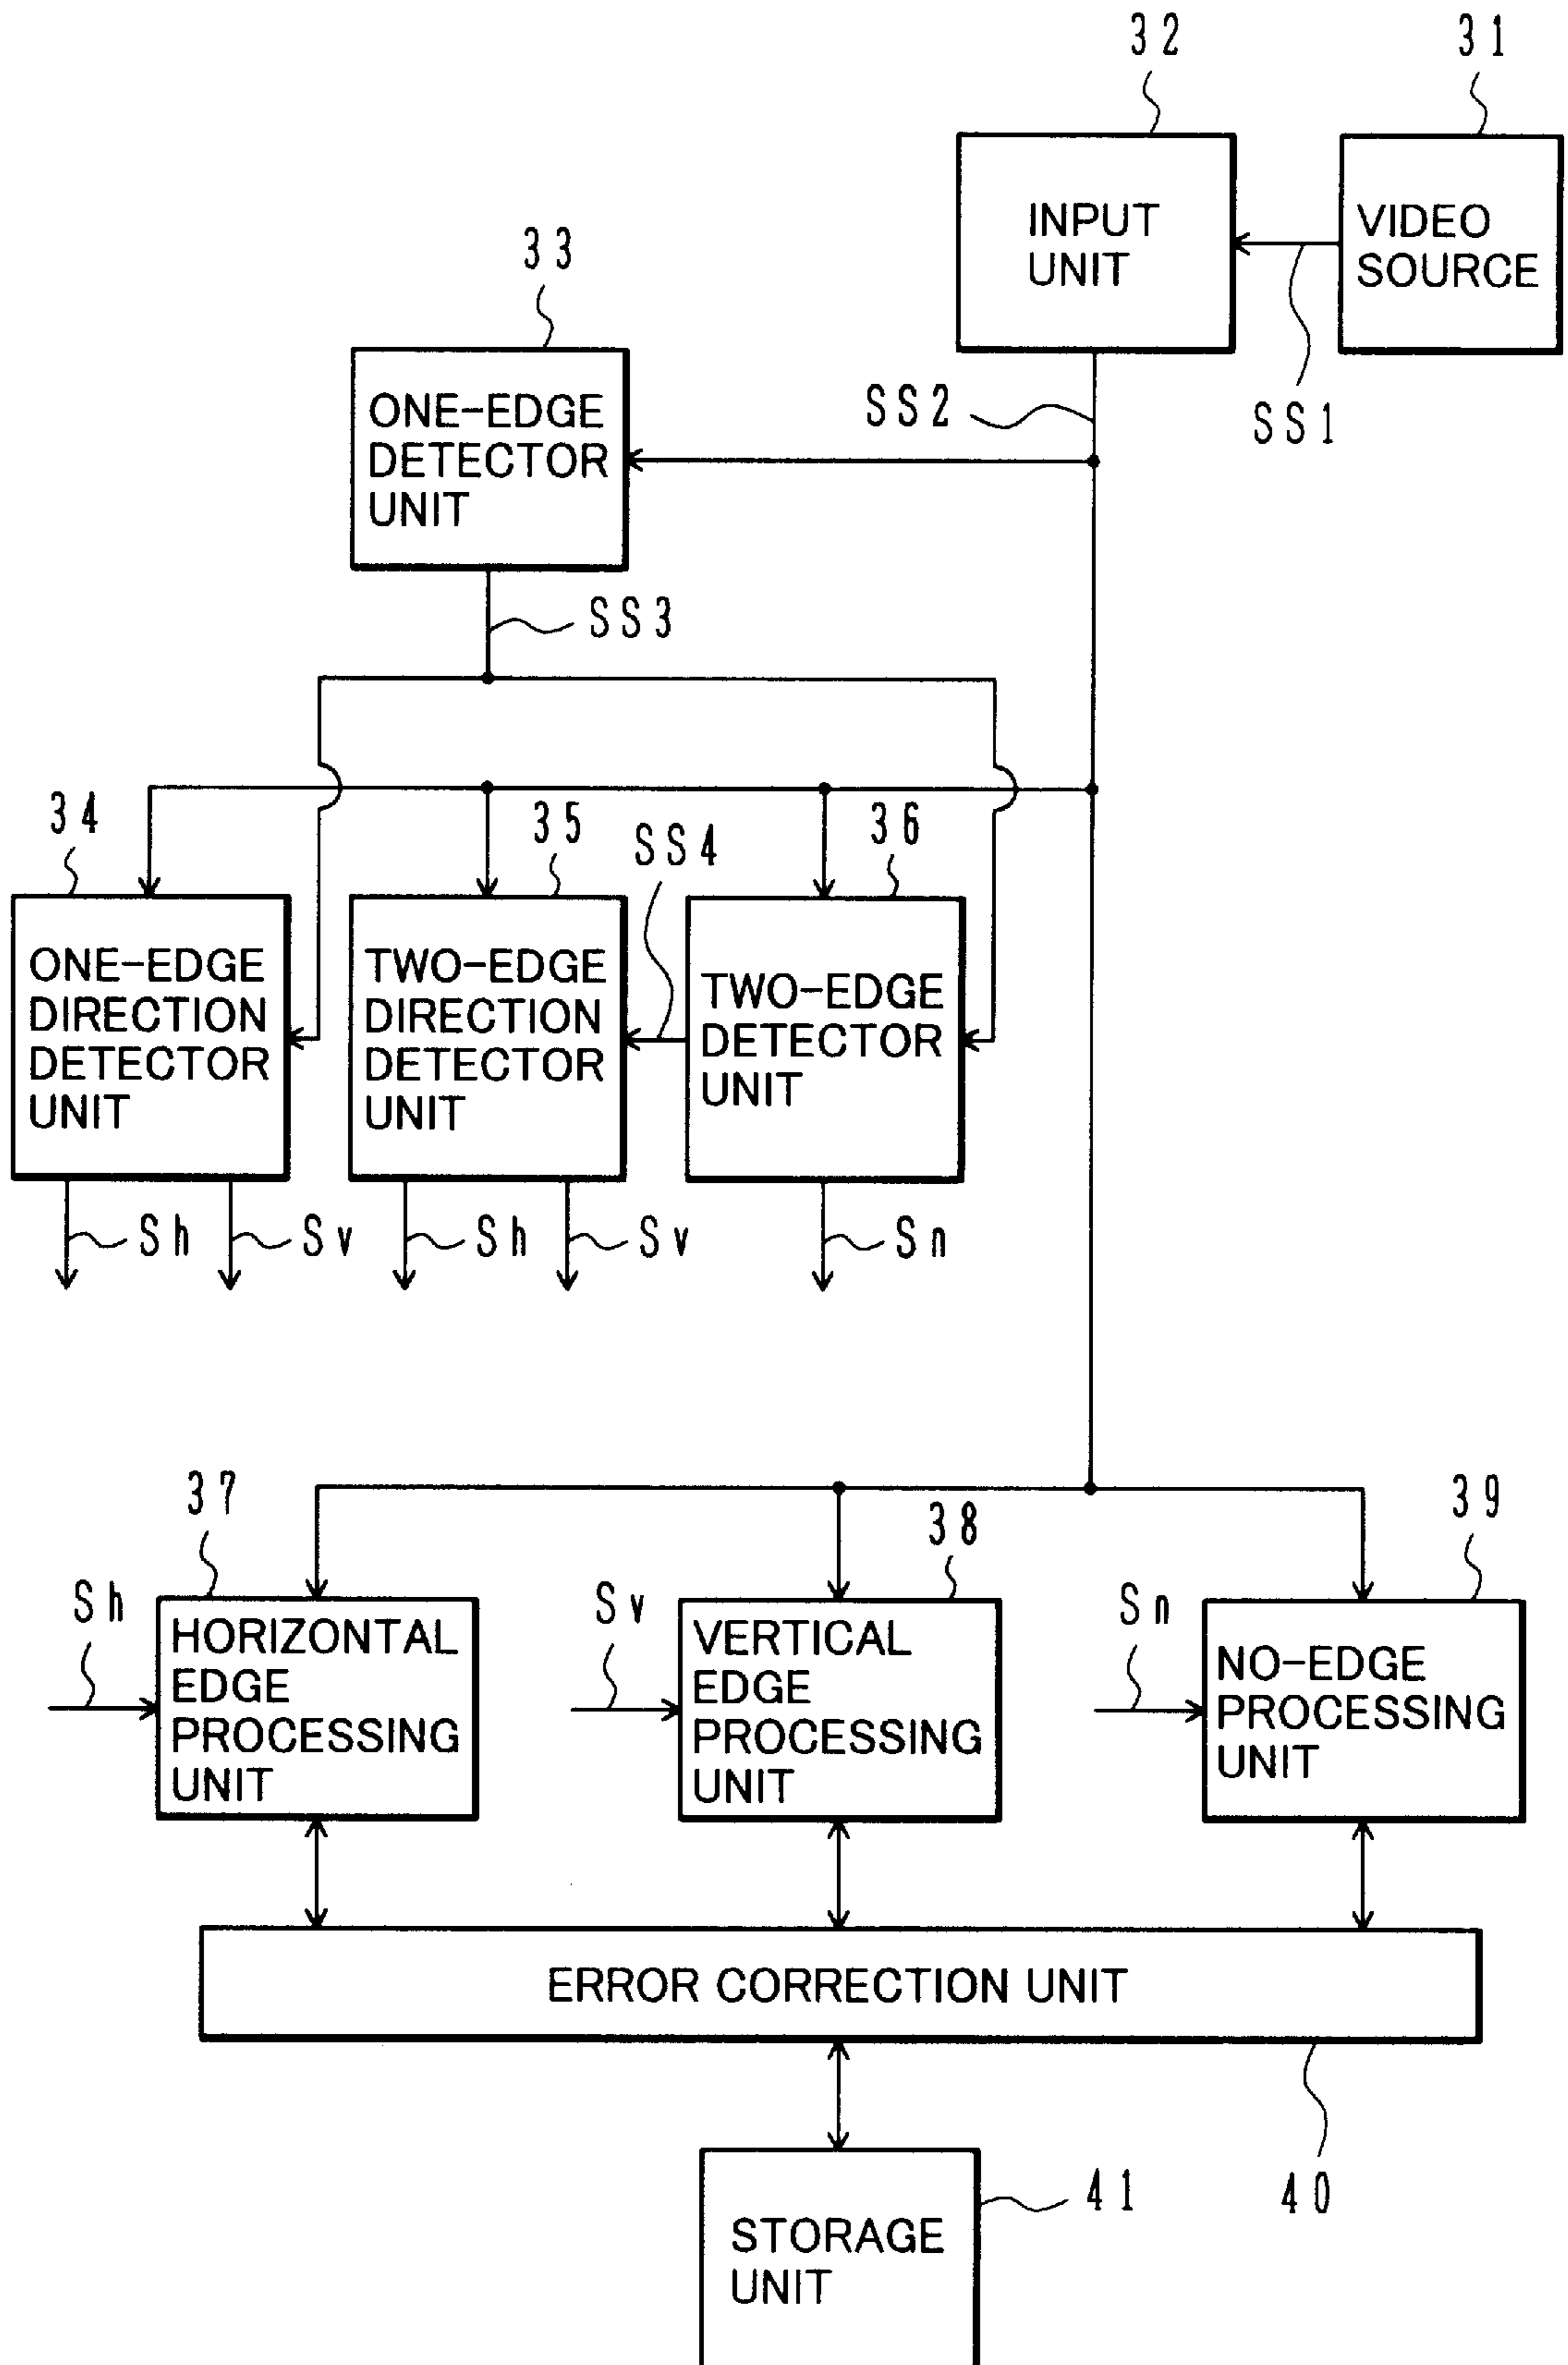 32
31
INPUT
UNIT
VIDEO
SOURCE
33
SS1
SS2
ONE-EDGE
DETECTOR
UNIT
SS3
34
35
SS4
36
ONE-EDGE
DIRECTION
DETECTOR
UNIT
TWO-EDGE
DIRECTION
DETECTOR
UNIT
TWO-EDGE
DETECTOR
UNIT
Sh
Sv
Sh
Sv
Sn
37
38
39
Sh
HORIZONTAL
EDGE
PROCESSING
UNIT
Sv
VERTICAL
EDGE
PROCESSING
UNIT
Sn
NO-EDGE
PROCESSING
UNIT
ERROR CORRECTION UNIT
40
41
STORAGE
UNIT